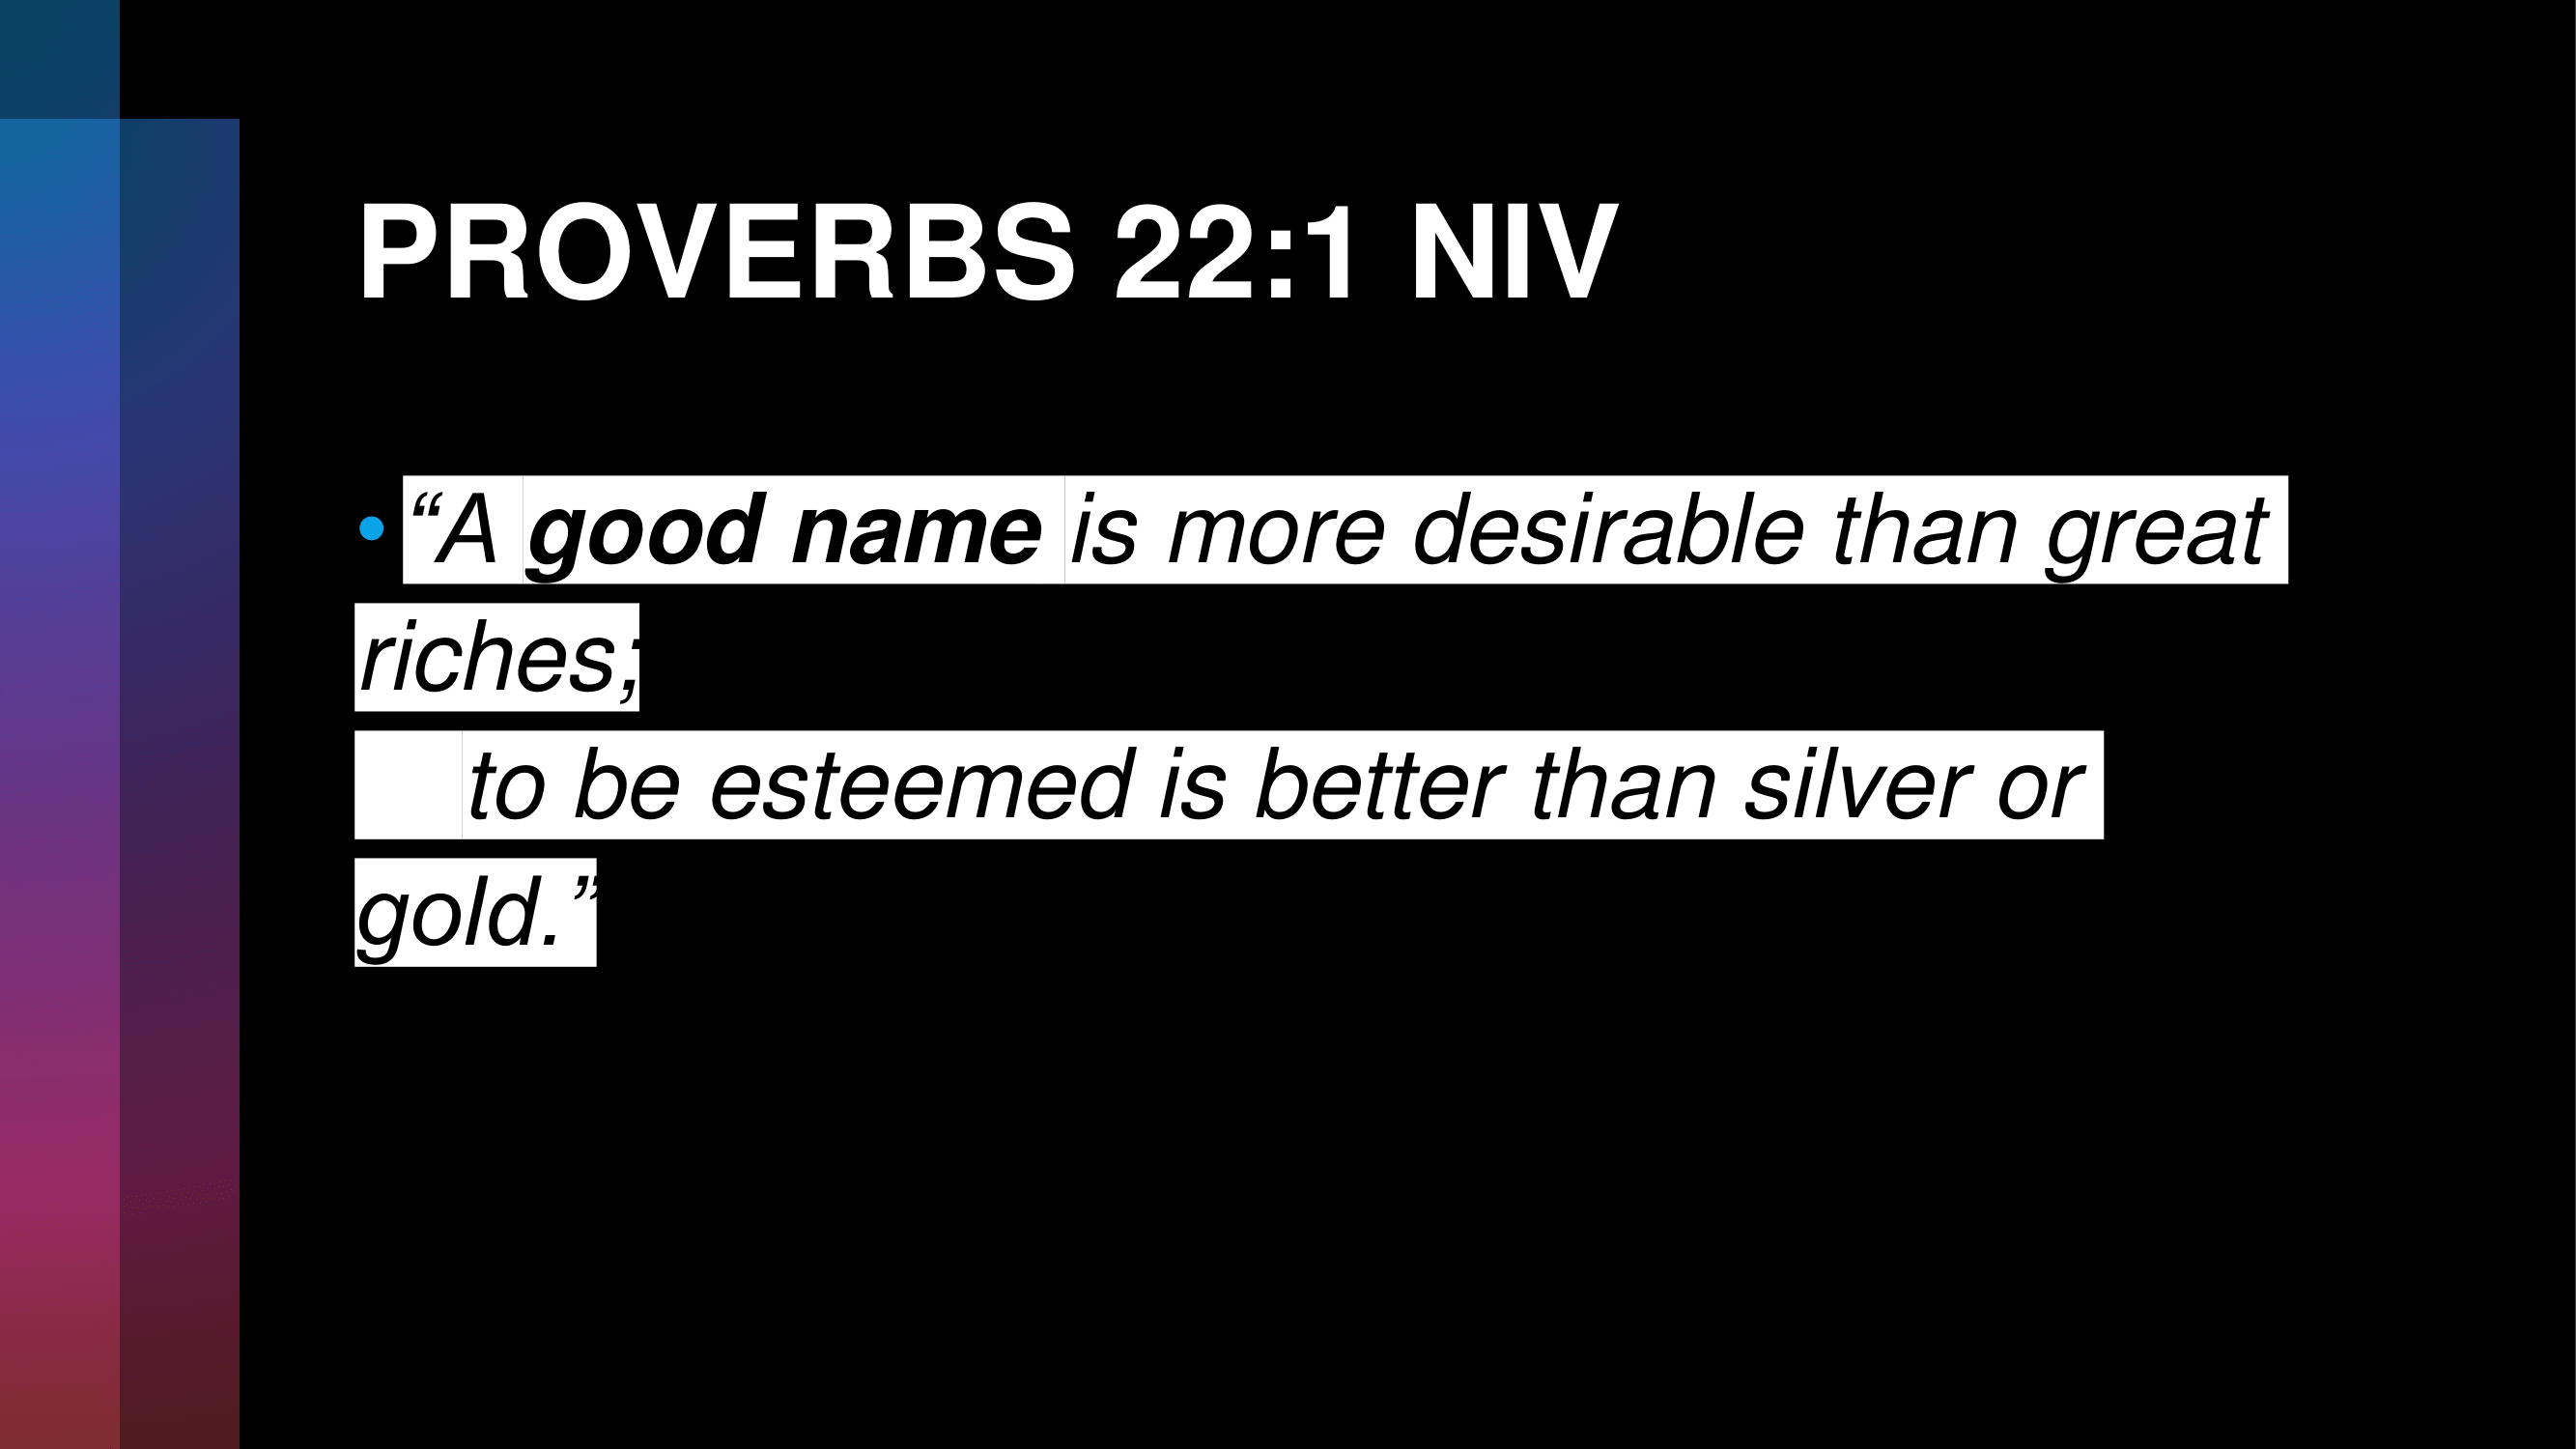 PROVERBS 22:1 NIV
• “A good name is more desirable than great
riches;
to be esteemed is better than silver or
gold.”